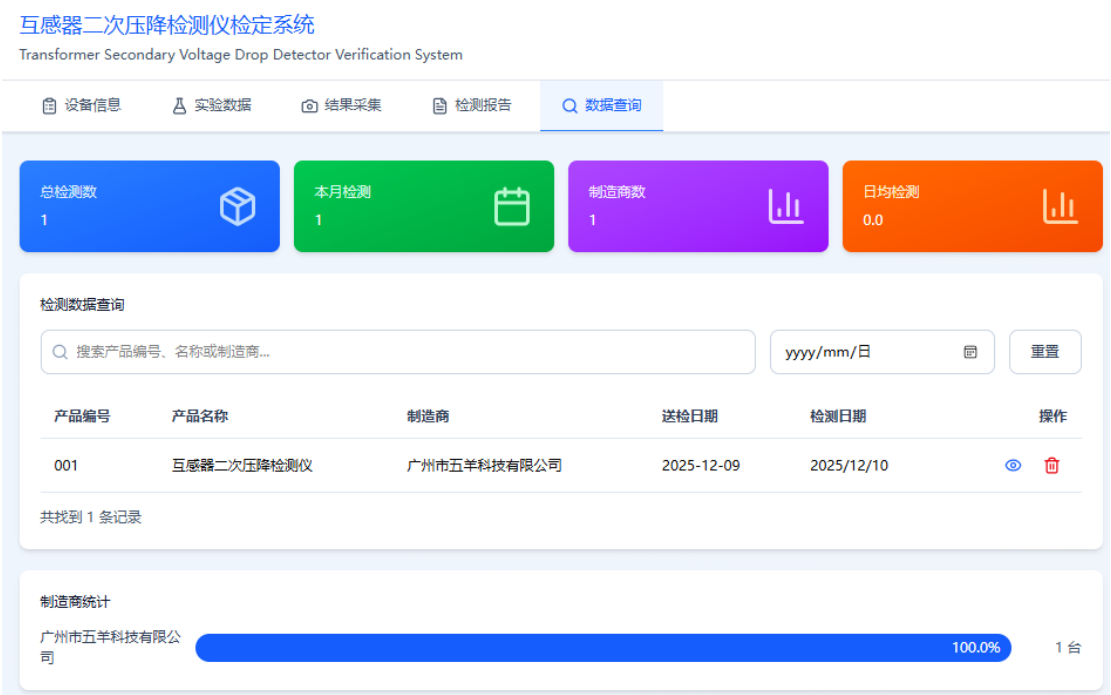 互感器二次压降检测仪检定系统
Transformer Secondary Voltage Drop Detector Verification System
设备信息 实验数据 结果采集 检测报告 数据查询
总检测数 本月检测 制造商数 日均检测
1 1 1 0.0
检测数据查询
搜索产品编号、名称或制造商... yyyy/mm/日 重置
产品编号 产品名称 制造商 送检日期 检测日期 操作
001 互感器二次压降检测仪 广州市五羊科技有限公司 2025-12-09 2025/12/10
共找到 1 条记录
制造商统计
广州市五羊科技有限公
司
100.0% 1 台